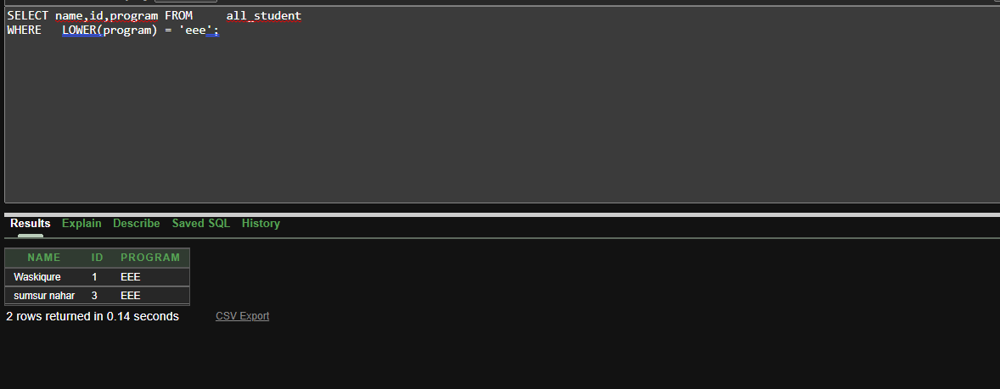 SELECT name,id,program FROM     all_student
WHERE   LOWER(program) = 'eee';
Results Explain Describe Saved SQL History
NAME ID PROGRAM
Waskiqure 1 EEE
sumsur nahar 3 EEE
2 rows returned in 0.14 seconds CSV Export